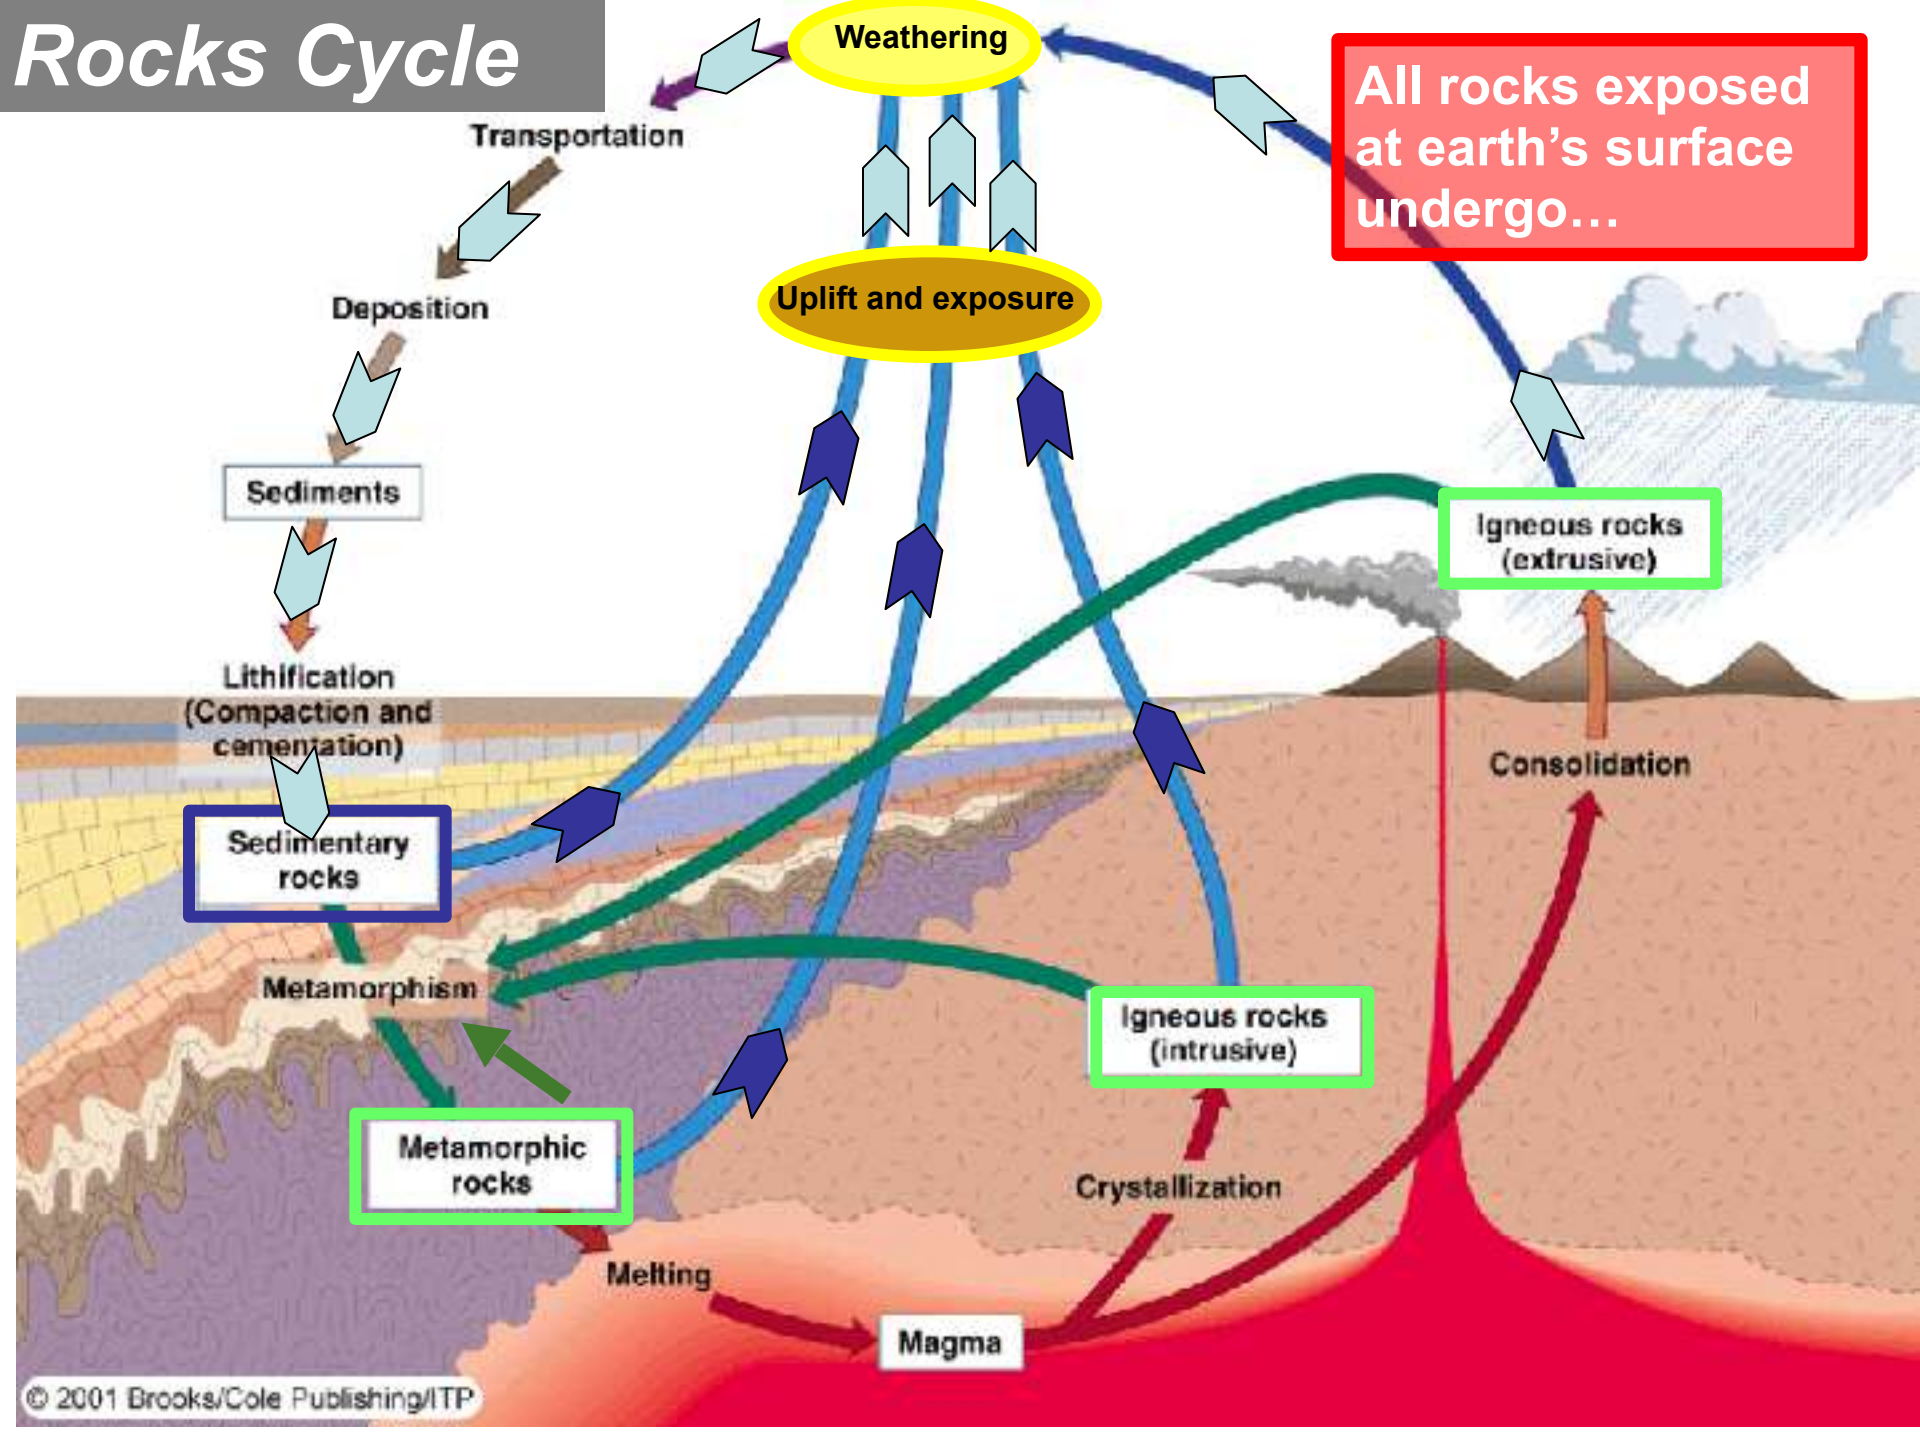 Rocks Cycle
Weathering
All rocks exposed
at earth’s surface
undergo...
Transportation
Uplift and exposure
Deposition
Sediments
Igneous rocks
(extrusive)
Lithification
(Compaction and
cementation)
Consolidation
Sedimentary
rocks
Metamorphism
Igneous rocks
(intrusive)
Metamorphic
rocks
Crystallization
Melting
Magma
© 2001 Brooks/Cole Publishing/ITP